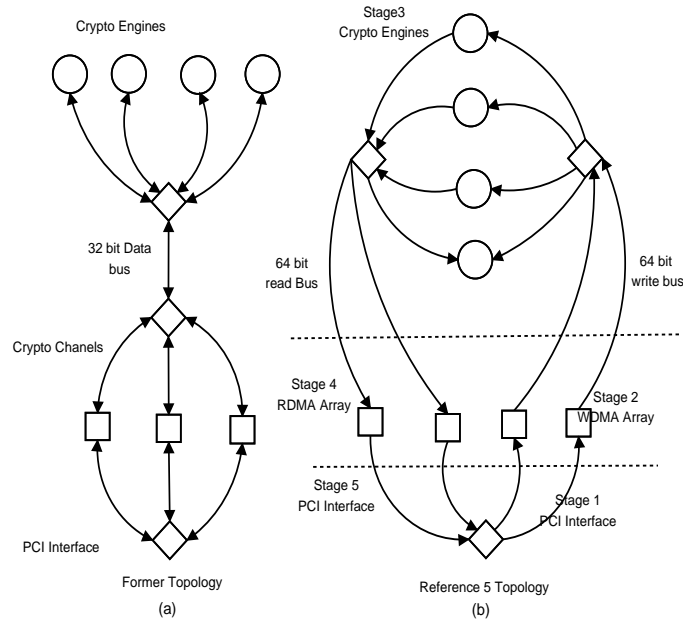 Crypto Engines
32 bit Data
bus
Crypto Chanels
PCI Interface
Former Topology
(a)
Stage3
Crypto Engines
64 bit
read Bus
64 bit
write bus
Stage 4
RDMA Array
Stage 2
WDMA Array
Stage 5
PCI Interface
Stage 1
PCI Interface
Reference 5 Topology
(b)